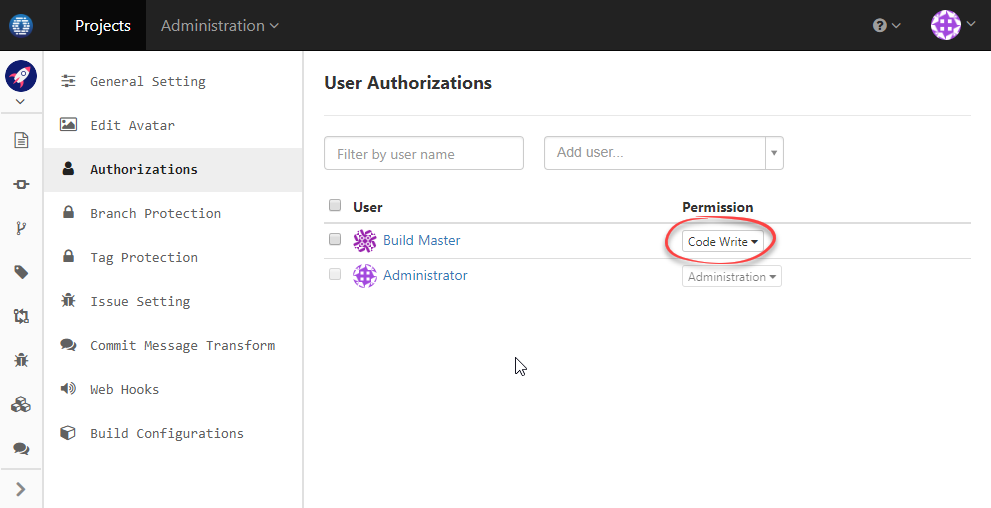 Projects
Administration
General Setting
Edit Avatar
Authorizations
Branch Protection
Tag Protection
Issue Setting
Commit Message Transform
Web Hooks
Build Configurations
User Authorizations
Filter by user name
Add user...
User Permission
Build Master Code Write
Administrator Administration